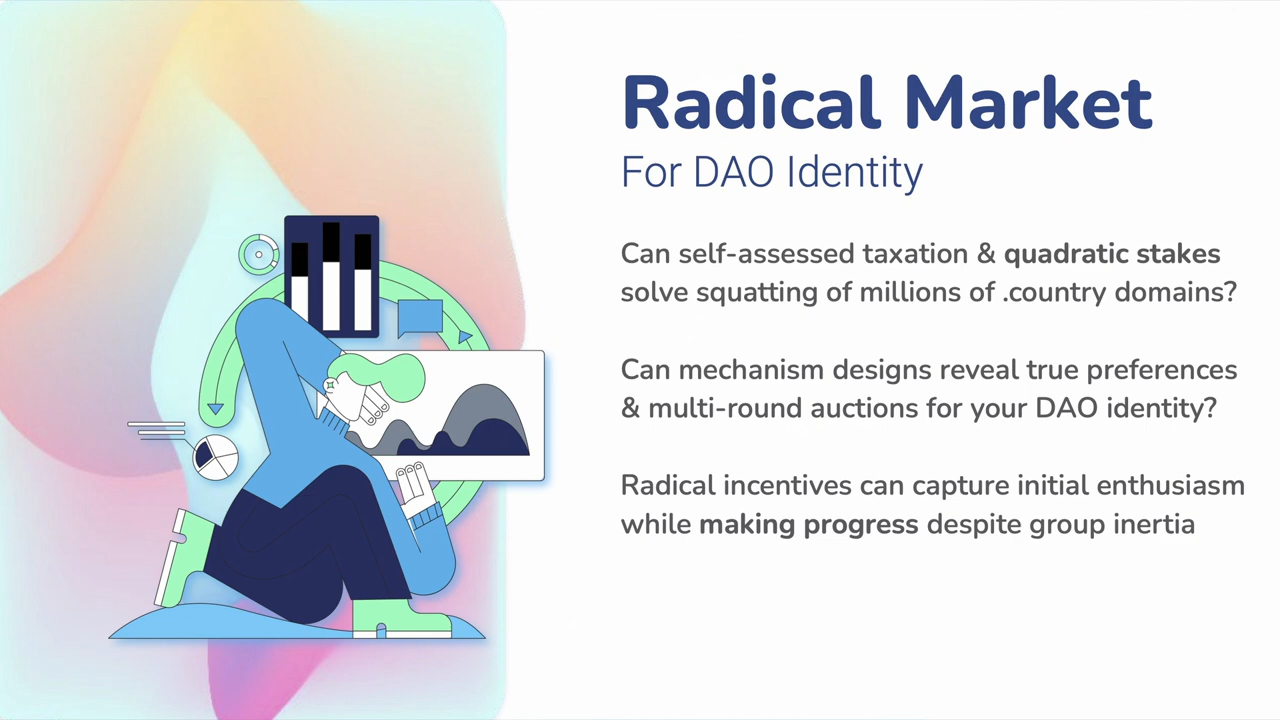 Radical Market
For DAO Identity
Can self-assessed taxation & quadratic stakes
solve squatting of millions of .country domains?
Can mechanism designs reveal true preferences
& multi-round auctions for your DAO identity?
Radical incentives can capture initial enthusiasm
while making progress despite group inertia